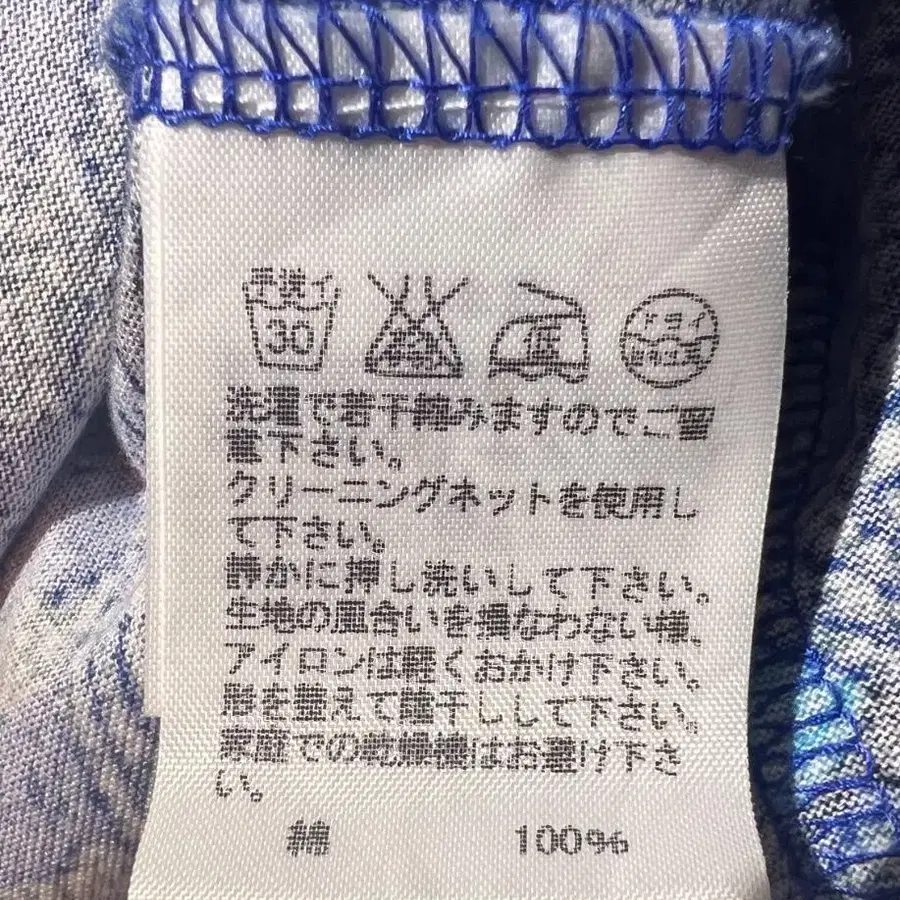 手洗イ
30
ドライ
洗濯で若干縮みますのでご留
意下さい。
クリーニングネットを使用し
て下さい。
静かに押し洗いして下さい。
生地の風合いを損なわない様、
アイロンは軽くおかけ下さい。
形を整えて陰干しして下さい。
家庭での乾燥機はお避け下さ
い。
綿 100%